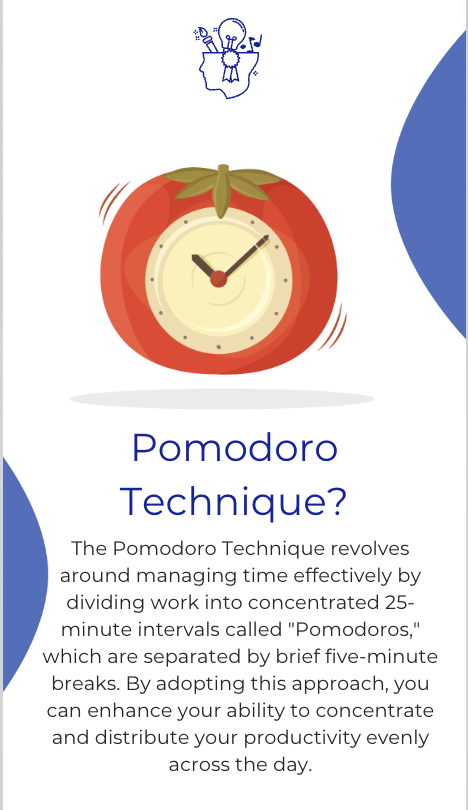 Pomodoro
Technique?
The Pomodoro Technique revolves
around managing time effectively by
dividing work into concentrated 25-
minute intervals called "Pomodoros,"
which are separated by brief five-minute
breaks. By adopting this approach, you
can enhance your ability to concentrate
and distribute your productivity evenly
across the day.